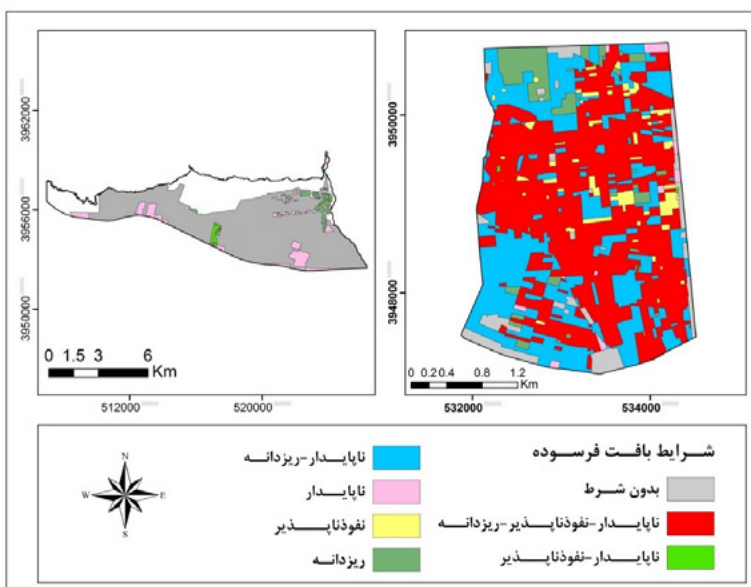 3962000
3956000
3950000
0 1.5 3 6
Km
512000 520000
3950000
3948000
0 0.2 0.4 0.8 1.2
Km
532000 534000
شرایط بافت فرسوده
بدون شرط
ناپایدار-نفوذناپذیر-ریزدانه
ناپایدار-نفوذناپذیر
ناپایدار-ریزدانه
ناپایدار
نفوذناپذیر
ریزدانه
N
W E
S